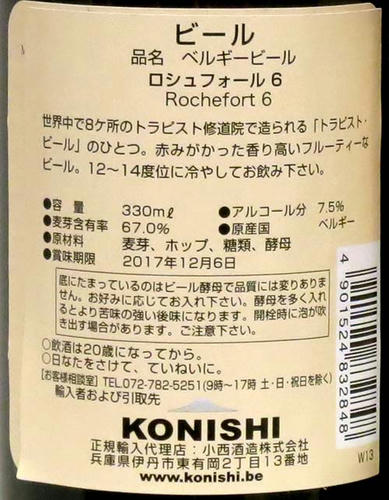 ビール
品名 ベルギービール
ロシュフォール 6
Rochefort 6
世界中で8ケ所のトラピスト修道院で造られる「トラピスト・
ビール」のひとつ。赤みがかった香り高いフルーティーな
ビール。12～14度位に冷やしてお飲み下さい。
●容量 330mℓ ●アルコール分 7.5%
●麦芽含有率 67.0% ●原産国 ベルギー
●原材料 麦芽、ホップ、糖類、酵母
●賞味期限 2017年12月6日
底にたまっているのはビール酵母で品質には変りありま
せん。お好みに応じてお入れ下さい。酵母を多く入れ
るとより苦味の強い後味になります。開栓時に泡が吹
き出す場合があります。ご注意下さい。
○飲酒は20歳になってから。
○日なたをさけて、ていねいに。
【お客様相談室】TEL072-782-5251(9時～17時 土・日・祝日を除く)
輸入者および引取先
KONISHI
正規輸入代理店:小西酒造株式会社
兵庫県伊丹市東有岡2丁目13番地
www.konishi.be
4901524832848
W13